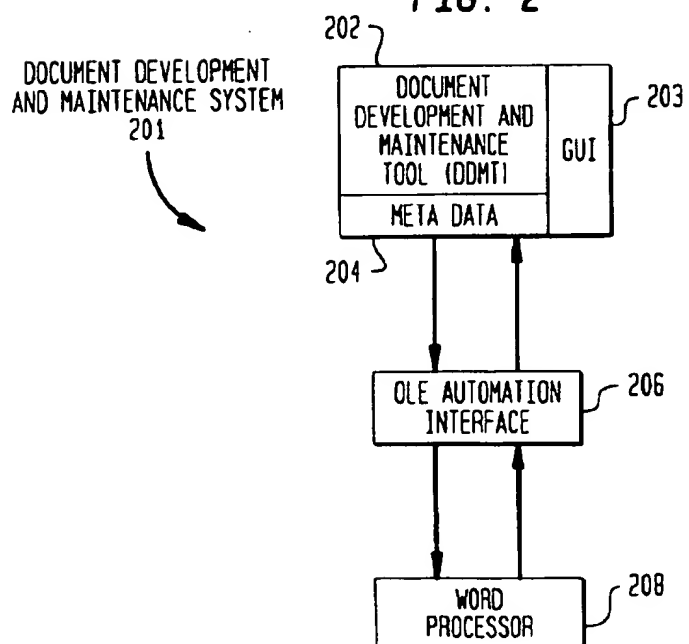 FIG. 2
DOCUMENT DEVELOPMENT
AND MAINTENANCE SYSTEM
201
202
DOCUMENT
DEVELOPMENT AND
MAINTENANCE
TOOL (DDMT)
GUI
203
META DATA
204
OLE AUTOMATION
INTERFACE
206
WORD
PROCESSOR
208